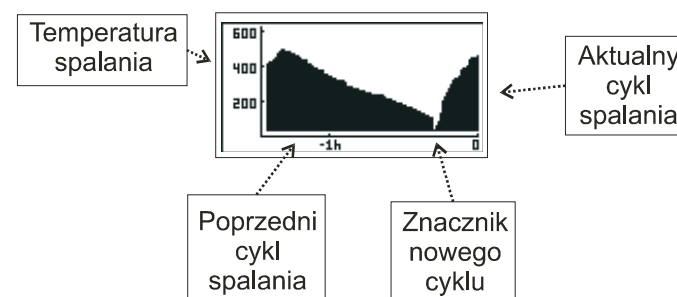 Temperatura
spalania
600
400
200
-1h
0
Aktualny
cykl
spalania
Poprzedni
cykl
spalania
Znacznik
nowego
cyklu